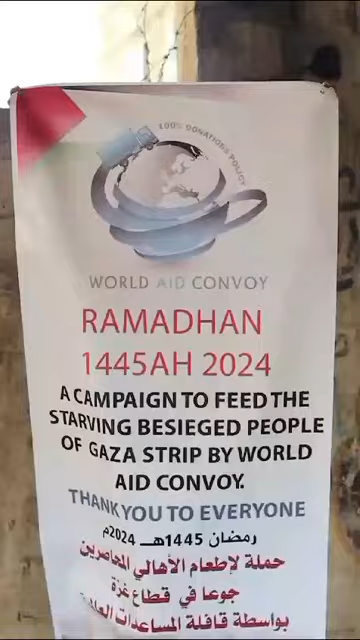 100% DONATIONS POLICY
WORLD AID CONVOY
RAMADHAN
1445AH 2024
A CAMPAIGN TO FEED THE
STARVING BESIEGED PEOPLE
OF GAZA STRIP BY WORLD
AID CONVOY.
THANK YOU TO EVERYONE
رمضان 1445هـ 2024م
حملة لإطعام الأهالي المحاصرين
جوعا في قطاع غزة
بواسطة قافلة المساعدات